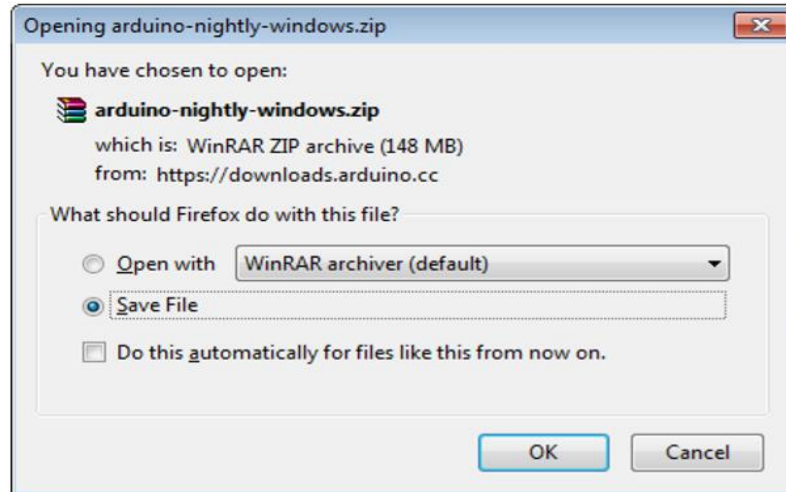 Opening arduino-nightly-windows.zip
You have chosen to open:
arduino-nightly-windows.zip
which is: WinRAR ZIP archive (148 MB)
from: https://downloads.arduino.cc
What should Firefox do with this file?
Open with WinRAR archiver (default)
Save File
Do this automatically for files like this from now on.
OK Cancel